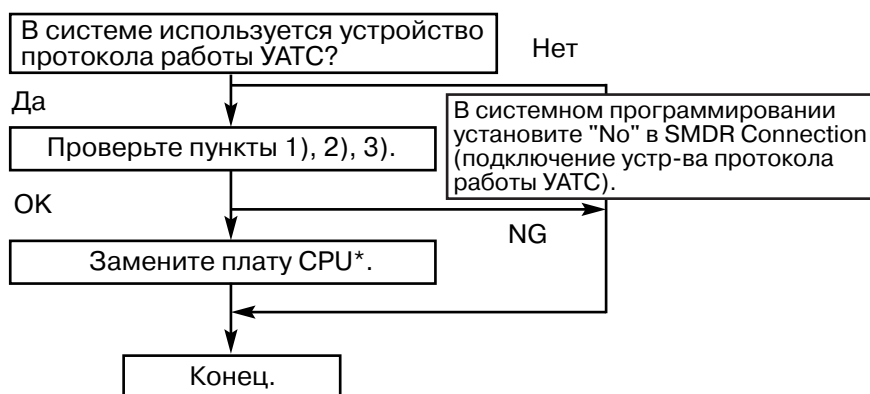 В системе используется устройство
протокола работы УАТС?
Нет
Да
В системном программировании
установите "No" в SMDR Connection
(подключение устр-ва протокола
работы УАТС).
Проверьте пункты 1), 2), 3).
OK
NG
Замените плату CPU*.
Конец.